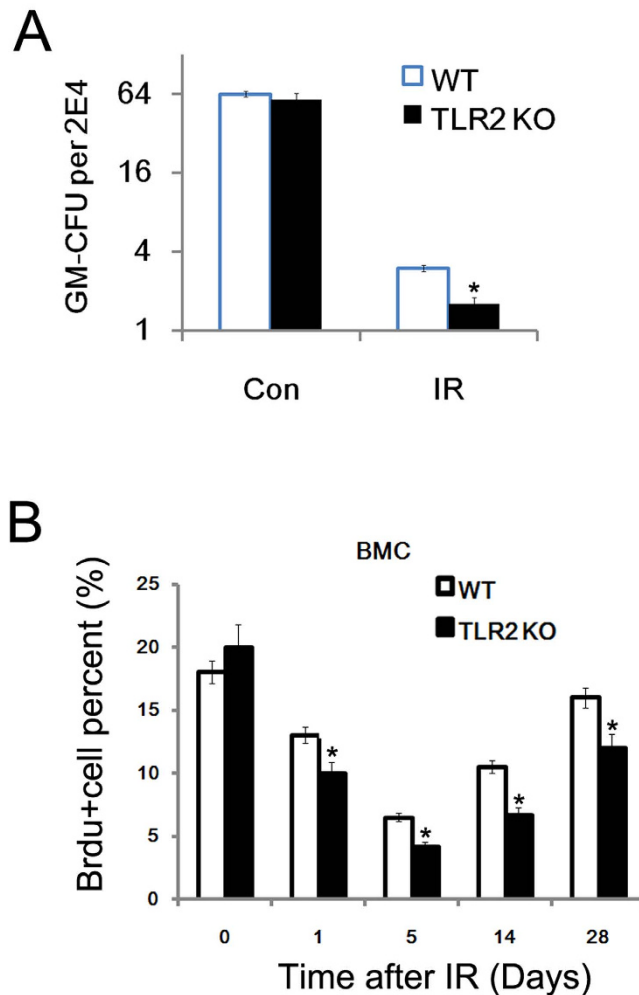 A
GM-CFU per 2E4
64
16
4
1
WT
TLR2 KO
*
Con
IR
B
BMC
Brdu+cell percent (%)
25
20
15
10
5
0
WT
TLR2 KO
*
*
*
*
0
1
5
14
28
Time after IR (Days)